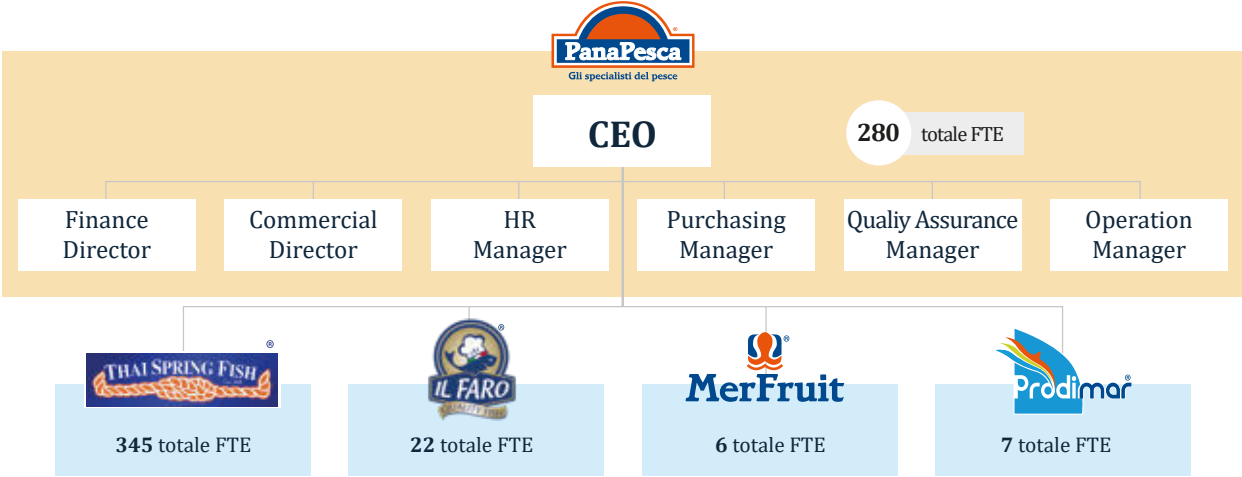 PanaPesca
®
Gli specialisti del pesce
CEO
280 totale FTE
Finance
Director
Commercial
Director
HR
Manager
Purchasing
Manager
Qualiy Assurance
Manager
Operation
Manager
®
THAI SPRING FISH
345 totale FTE
®
IL FARO
QUALITY FISH
22 totale FTE
®
MerFruit
6 totale FTE
Prodimar®
7 totale FTE